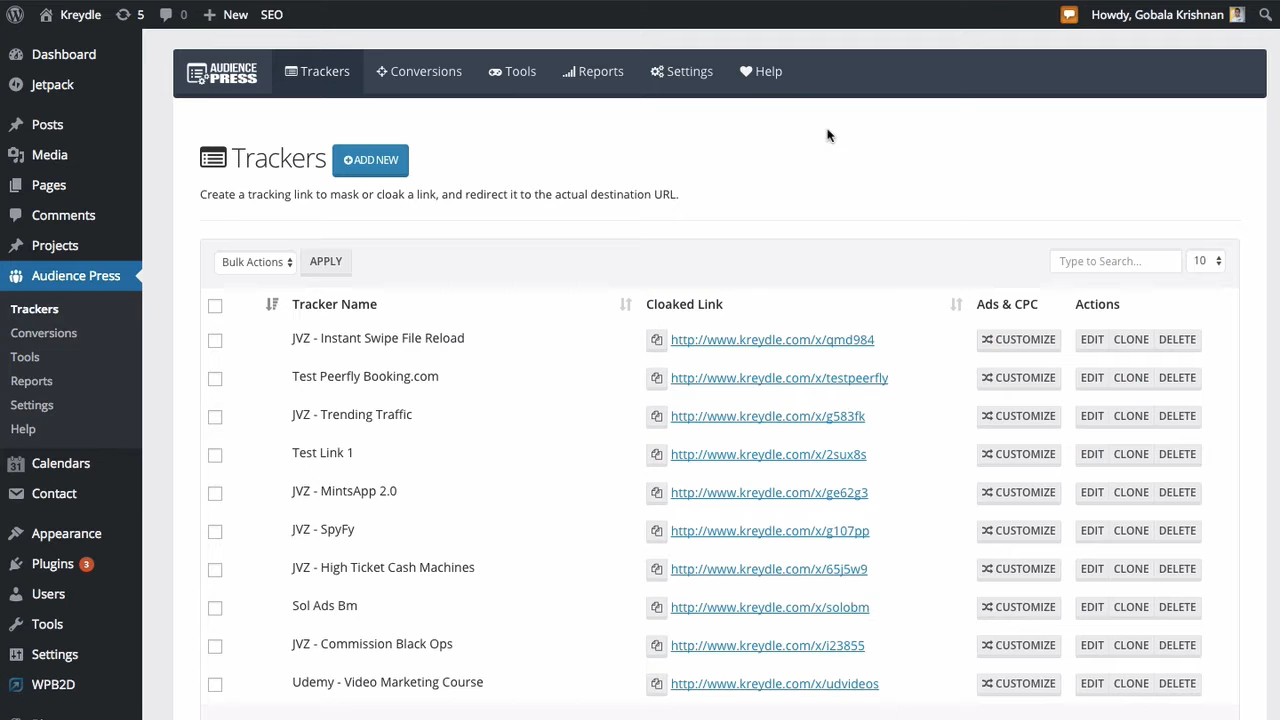 Kreydle 5 0 + New SEO Howdy, Gobala Krishnan
Dashboard
Jetpack
Posts
Media
Pages
Comments
Projects
Audience Press
Trackers
Conversions
Tools
Reports
Settings
Help
Calendars
Contact
Appearance
Plugins 3
Users
Tools
Settings
WPB2D
AUDIENCE PRESS Trackers Conversions Tools Reports Settings Help
Trackers ADD NEW
Create a tracking link to mask or cloak a link, and redirect it to the actual destination URL.
Bulk Actions APPLY Type to Search... 10
Tracker Name Cloaked Link Ads & CPC Actions
JVZ - Instant Swipe File Reload http://www.kreydle.com/x/qmd984 CUSTOMIZE EDIT CLONE DELETE
Test Peerfly Booking.com http://www.kreydle.com/x/testpeerfly CUSTOMIZE EDIT CLONE DELETE
JVZ - Trending Traffic http://www.kreydle.com/x/g583fk CUSTOMIZE EDIT CLONE DELETE
Test Link 1 http://www.kreydle.com/x/2sux8s CUSTOMIZE EDIT CLONE DELETE
JVZ - MintsApp 2.0 http://www.kreydle.com/x/ge62g3 CUSTOMIZE EDIT CLONE DELETE
JVZ - SpyFy http://www.kreydle.com/x/g107pp CUSTOMIZE EDIT CLONE DELETE
JVZ - High Ticket Cash Machines http://www.kreydle.com/x/65j5w9 CUSTOMIZE EDIT CLONE DELETE
Sol Ads Bm http://www.kreydle.com/x/solobm CUSTOMIZE EDIT CLONE DELETE
JVZ - Commission Black Ops http://www.kreydle.com/x/i23855 CUSTOMIZE EDIT CLONE DELETE
Udemy - Video Marketing Course http://www.kreydle.com/x/udvideos CUSTOMIZE EDIT CLONE DELETE